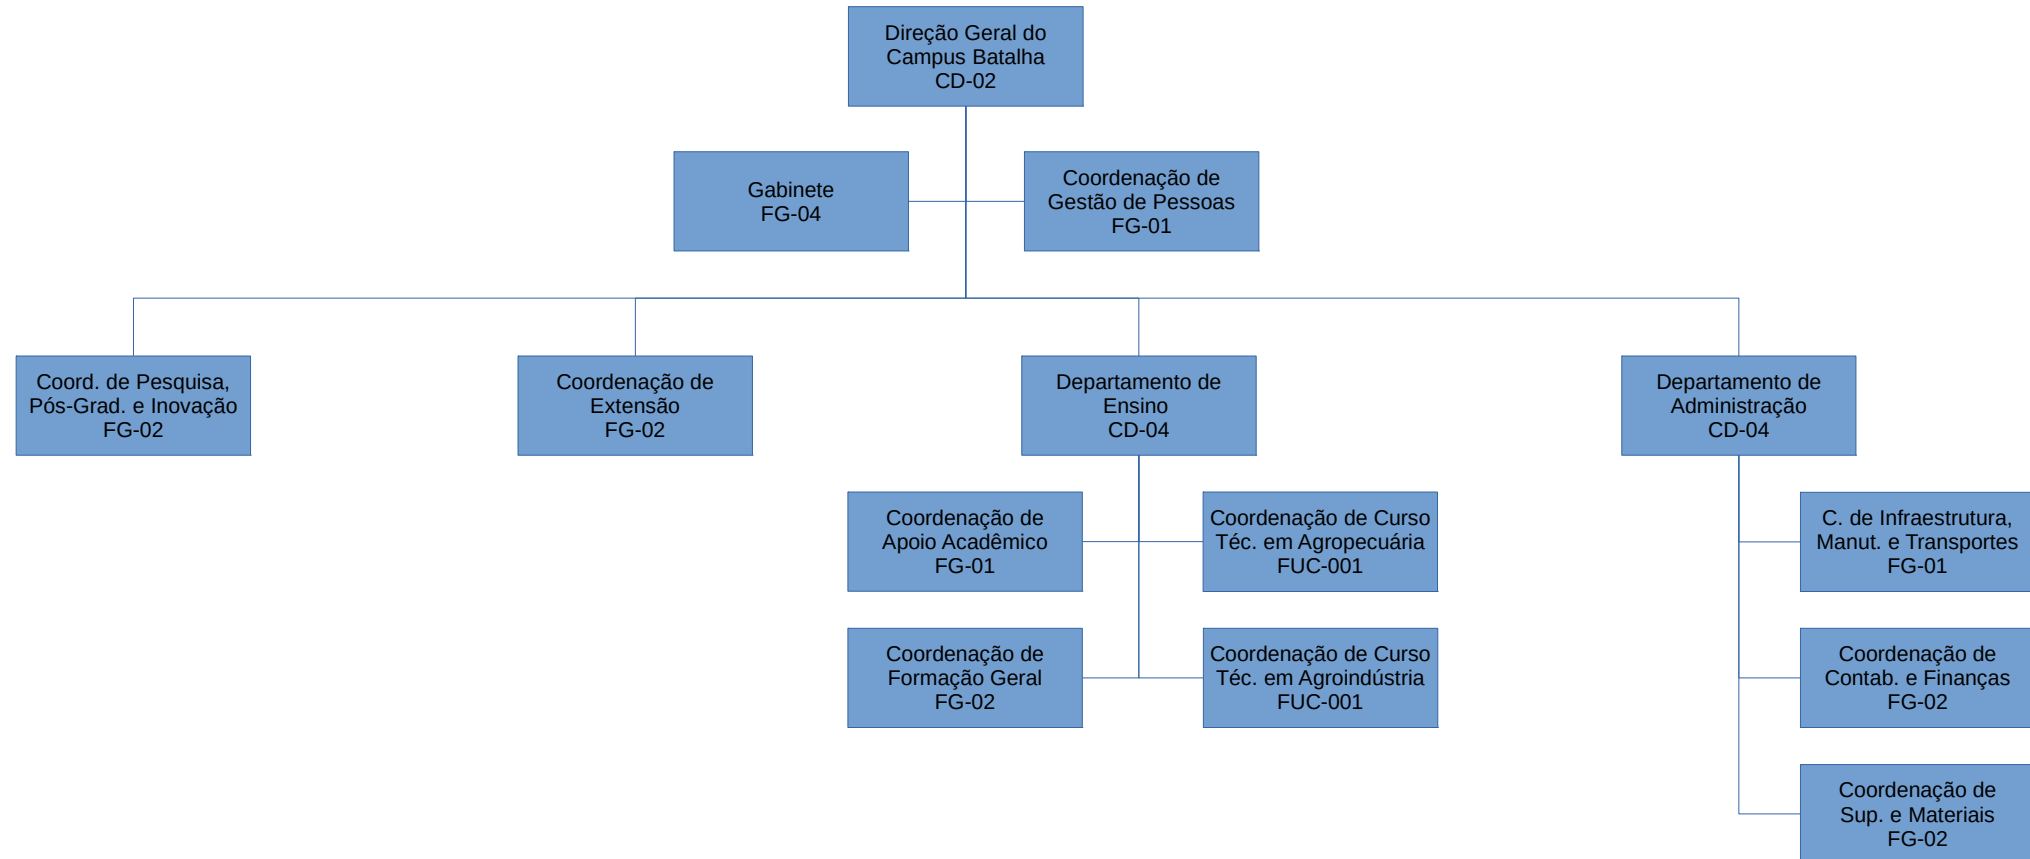 Direção Geral do
Campus Batalha
CD-02
Gabinete
FG-04
Coordenação de
Gestão de Pessoas
FG-01
Coord. de Pesquisa,
Pós-Grad. e Inovação
FG-02
Coordenação de
Extensão
FG-02
Departamento de
Ensino
CD-04
Departamento de
Administração
CD-04
Coordenação de
Apoio Acadêmico
FG-01
Coordenação de Curso
Téc. em Agropecuária
FUC-001
C. de Infraestrutura,
Manut. e Transportes
FG-01
Coordenação de
Formação Geral
FG-02
Coordenação de Curso
Téc. em Agroindústria
FUC-001
Coordenação de
Contab. e Finanças
FG-02
Coordenação de
Sup. e Materiais
FG-02